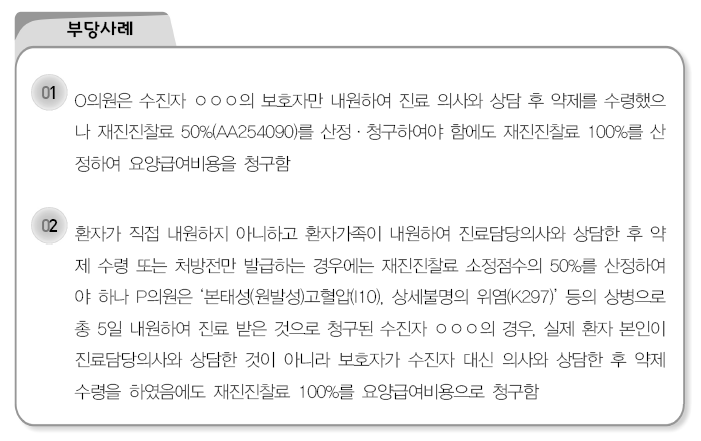 부당사례
01
O의원은 수진자 ○○○의 보호자만 내원하여 진료 의사와 상담 후 약제를 수령했으
나 재진진찰료 50%(AA254090)를 산정·청구하여야 함에도 재진진찰료 100%를 산
정하여 요양급여비용을 청구함
02
환자가 직접 내원하지 아니하고 환자가족이 내원하여 진료담당의사와 상담한 후 약
제 수령 또는 처방전만 발급하는 경우에는 재진진찰료 소정점수의 50%를 산정하여
야 하나 P의원은 '본태성(원발성)고혈압(I10), 상세불명의 위염(K297)' 등의 상병으로
총 5일 내원하여 진료 받은 것으로 청구된 수진자 ○○○의 경우, 실제 환자 본인이
진료담당의사와 상담한 것이 아니라 보호자가 수진자 대신 의사와 상담한 후 약제
수령을 하였음에도 재진진찰료 100%를 요양급여비용으로 청구함